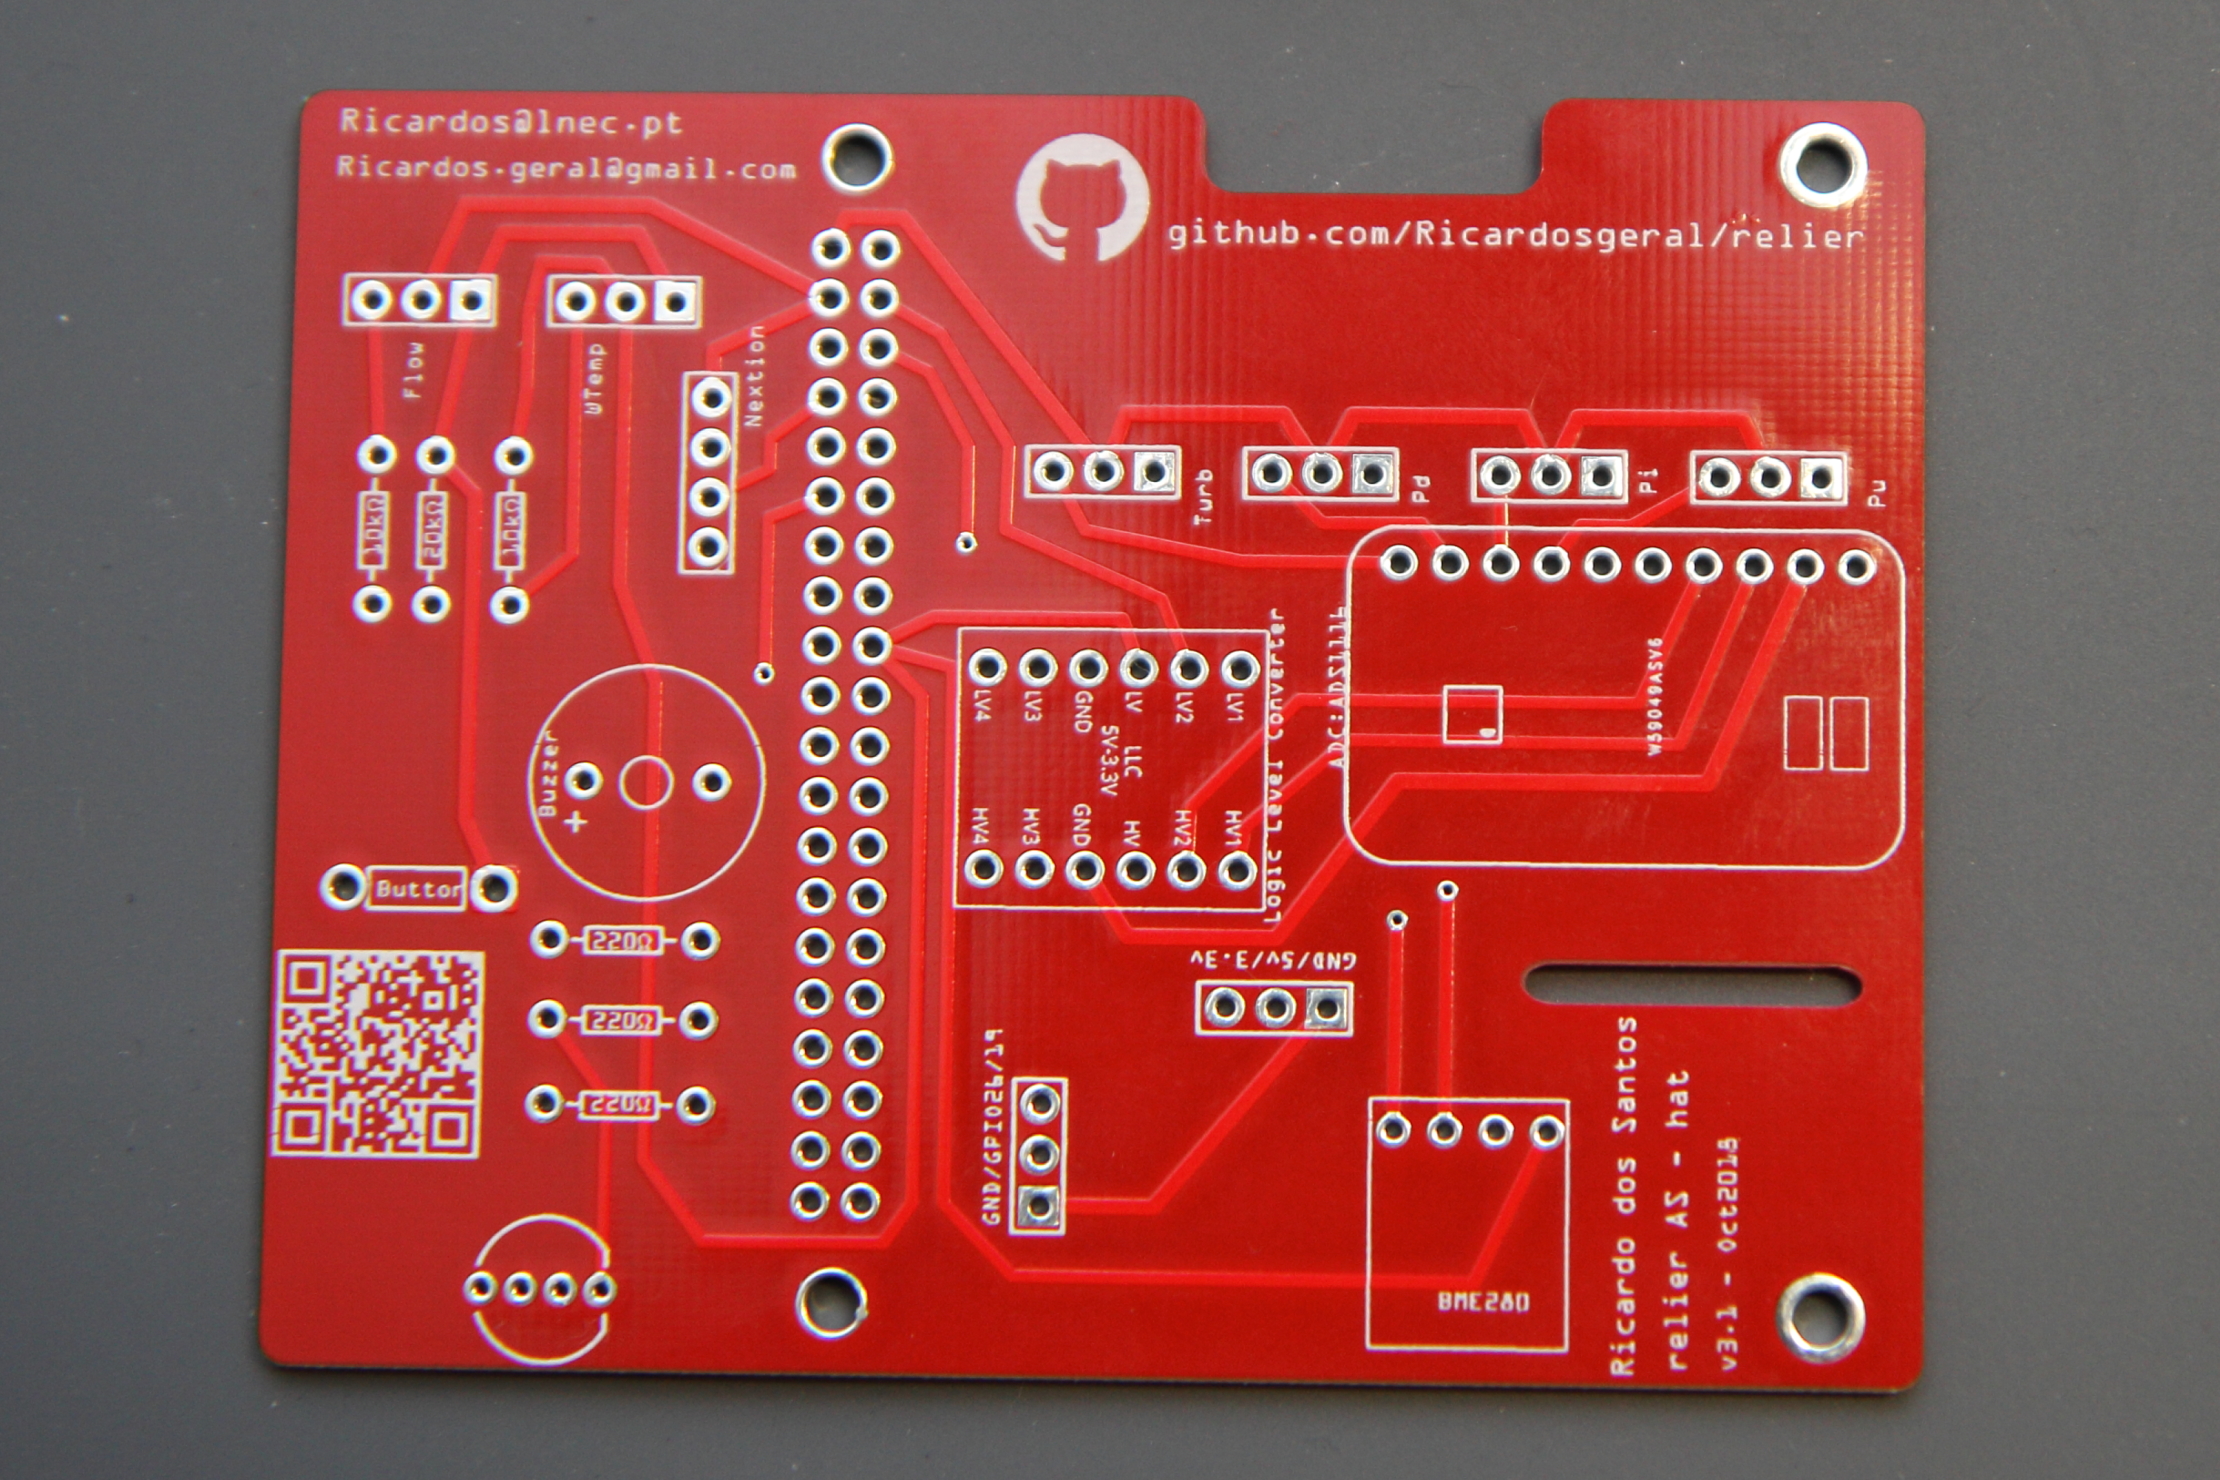 Ricardos@lnec.pt
Ricardos.geral@gmail.com
github.com/Ricardosgeral/relier
Flow
WTemp
Nextion
Turb
Pd
Pi
Pu
10kΩ
20kΩ
10kΩ
LV4
LV3
GND
LV
LV2
LV1
LLC
5V-3.3V
HV4
HV3
GND
HV
HV2
HV1
Logic Level Converter
ADC:ADS1115
W59049ASV6
Buzzer
+
Button
220Ω
220Ω
220Ω
GND/5v/3.3v
GND/GPIO26/19
BME280
Ricardo dos Santos
relier AS - hat
v3.1 - Oct2018